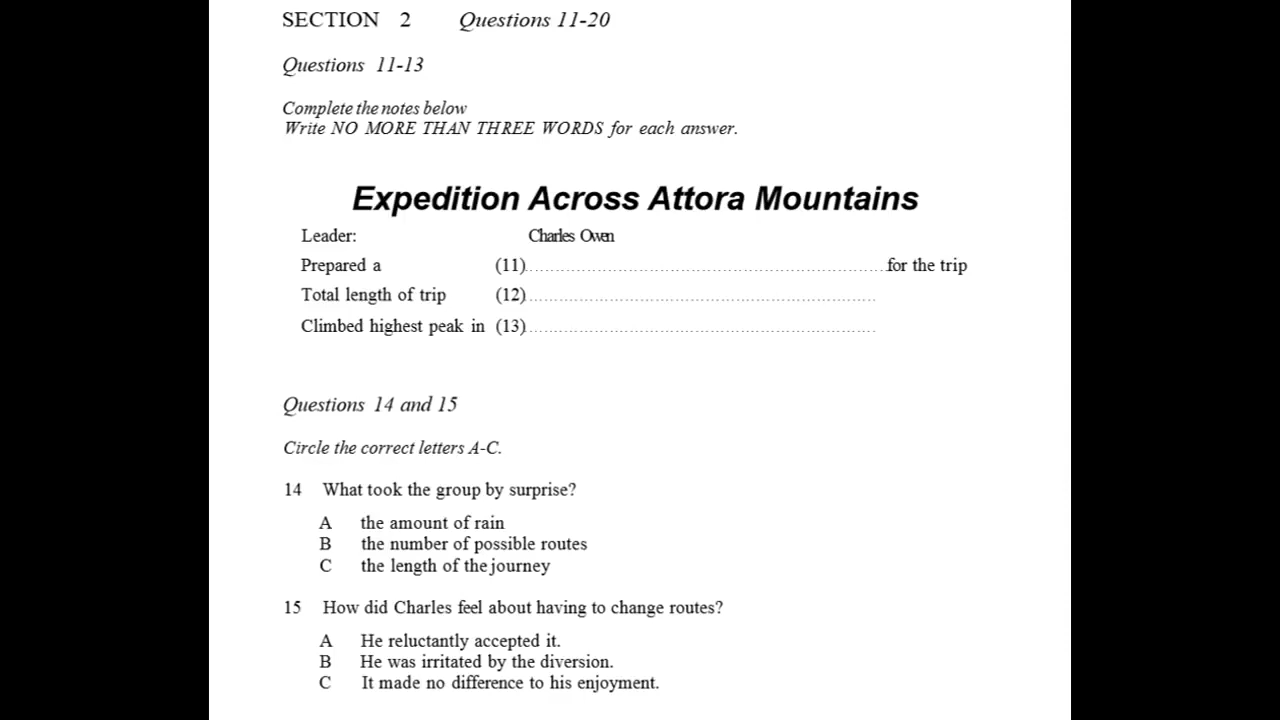 SECTION 2 Questions 11-20
Questions 11-13
Complete the notes below
Write NO MORE THAN THREE WORDS for each answer.
Expedition Across Attora Mountains
Leader: Charles Owen
Prepared a (11)............................................................for the trip
Total length of trip (12)............................................................
Climbed highest peak in (13)............................................................
Questions 14 and 15
Circle the correct letters A-C.
14 What took the group by surprise?
A the amount of rain
B the number of possible routes
C the length of the journey
15 How did Charles feel about having to change routes?
A He reluctantly accepted it.
B He was irritated by the diversion.
C It made no difference to his enjoyment.